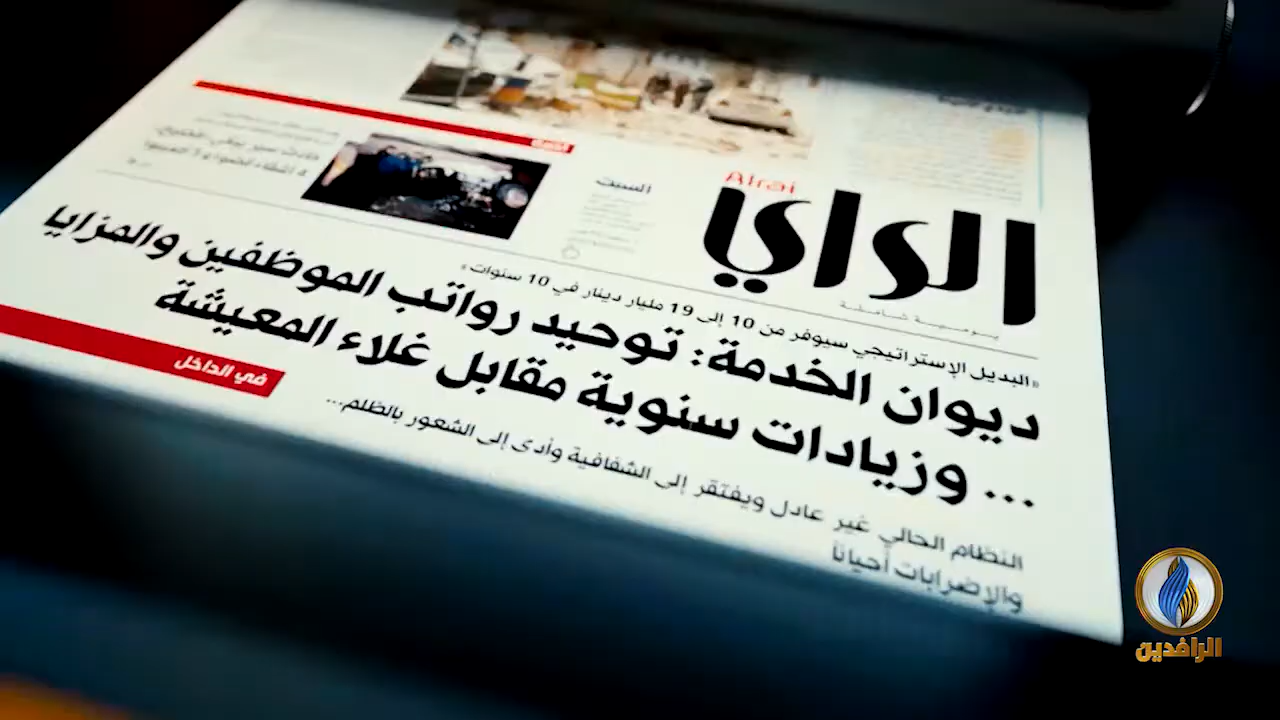 Alrai
الراي
يـومـيـة شـامـلـة
السبت
«البديل الإستراتيجي سيوفر من 10 إلى 19 مليار دينار في 10 سنوات»
ديوان الخدمة: توحيد رواتب الموظفين والمزايا
... وزيادات سنوية مقابل غلاء المعيشة
النظام الحالي غير عادل ويفتقر إلى الشفافية وأدى إلى الشعور بالظلم...
والإضرابات أحياناً
في الداخل
الرافدين